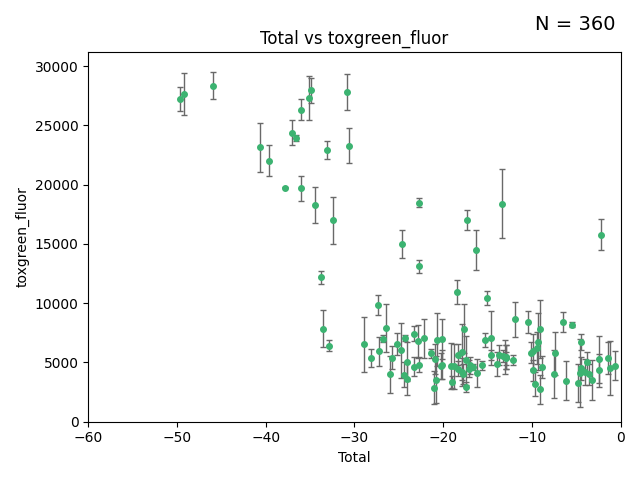 N = 360
Total vs toxgreen_fluor
30000
25000
20000
15000
10000
5000
0
toxgreen_fluor
−60 −50 −40 −30 −20 −10 0
Total